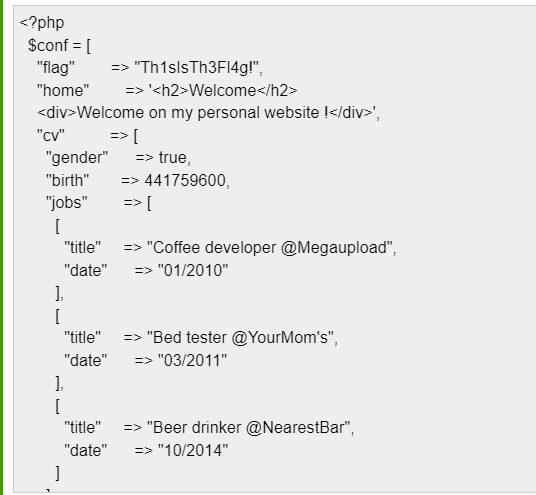 <?php
$conf = [
"flag" => "Th1sIsTh3Fl4g!",
"home" => '<h2>Welcome</h2>
<div>Welcome on my personal website !</div>',
"cv" => [
"gender" => true,
"birth" => 441759600,
"jobs" => [
[
"title" => "Coffee developer @Megaupload",
"date" => "01/2010"
],
[
"title" => "Bed tester @YourMom's",
"date" => "03/2011"
],
[
"title" => "Beer drinker @NearestBar",
"date" => "10/2014"
]
]